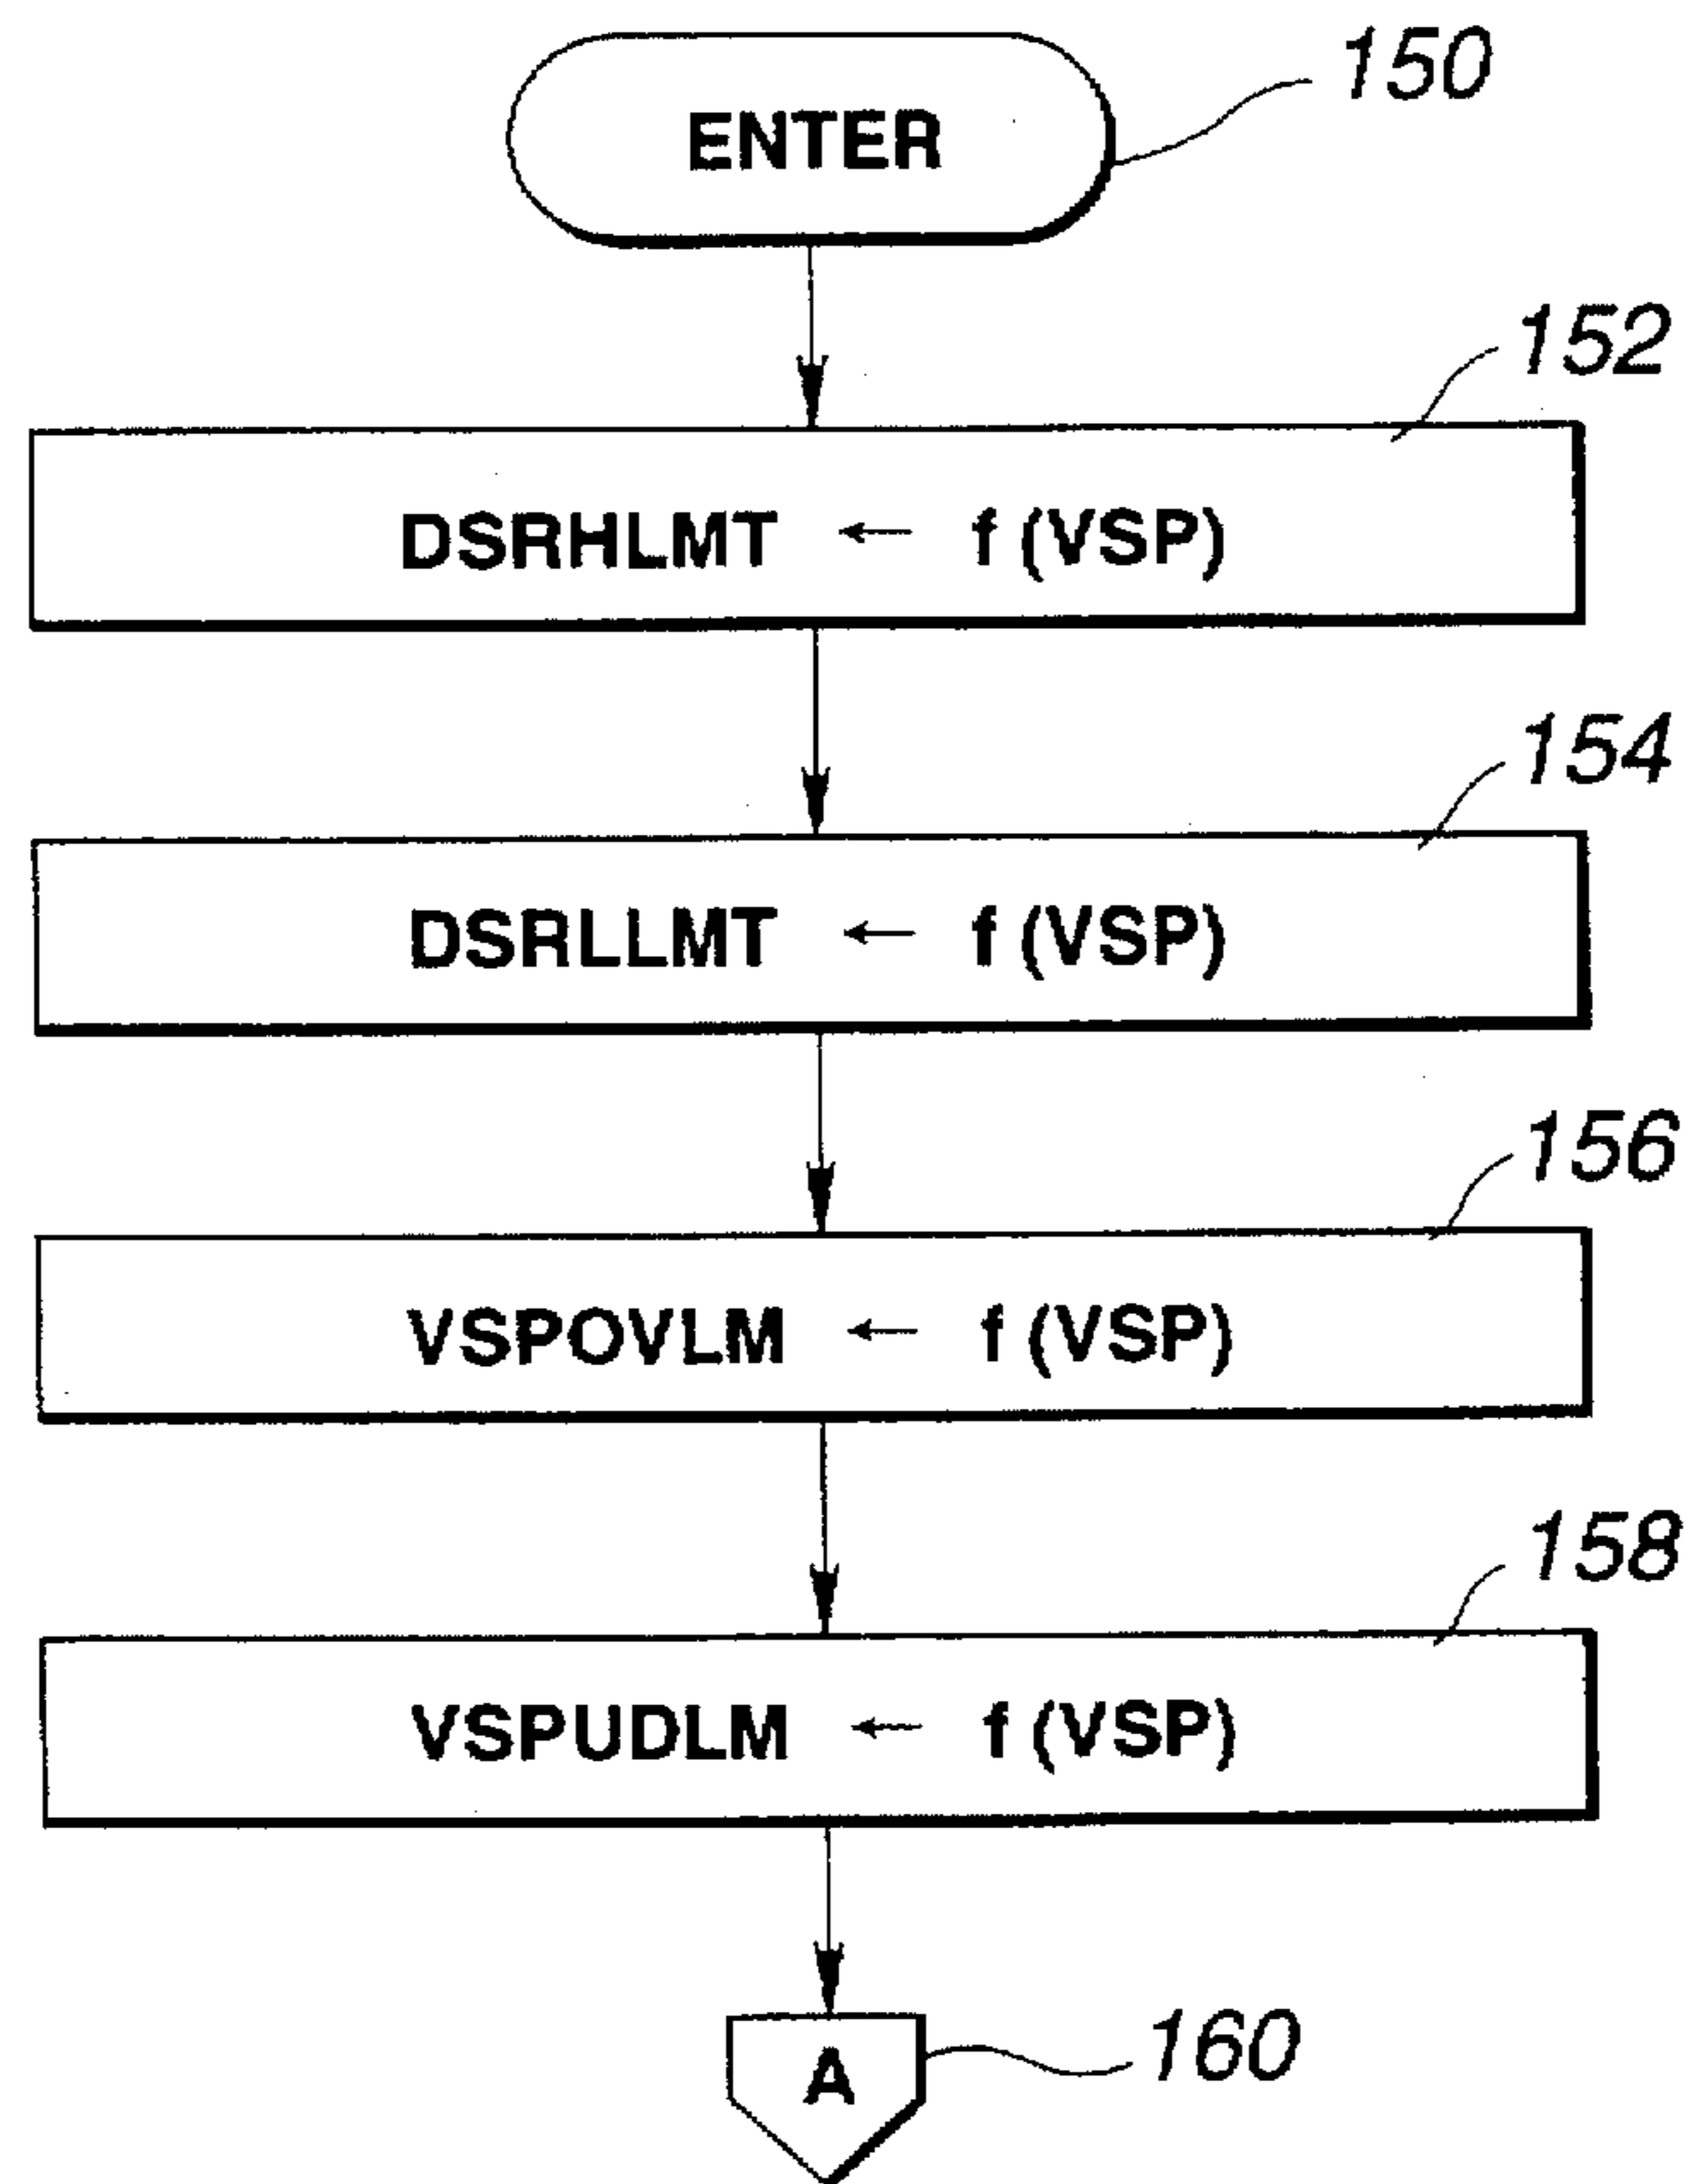 150
ENTER
152
DSRHLMT ← f (VSP)
154
DSRLLMT ← f (VSP)
156
VSPOVLM ← f (VSP)
158
VSPUDLM ← f (VSP)
A
160